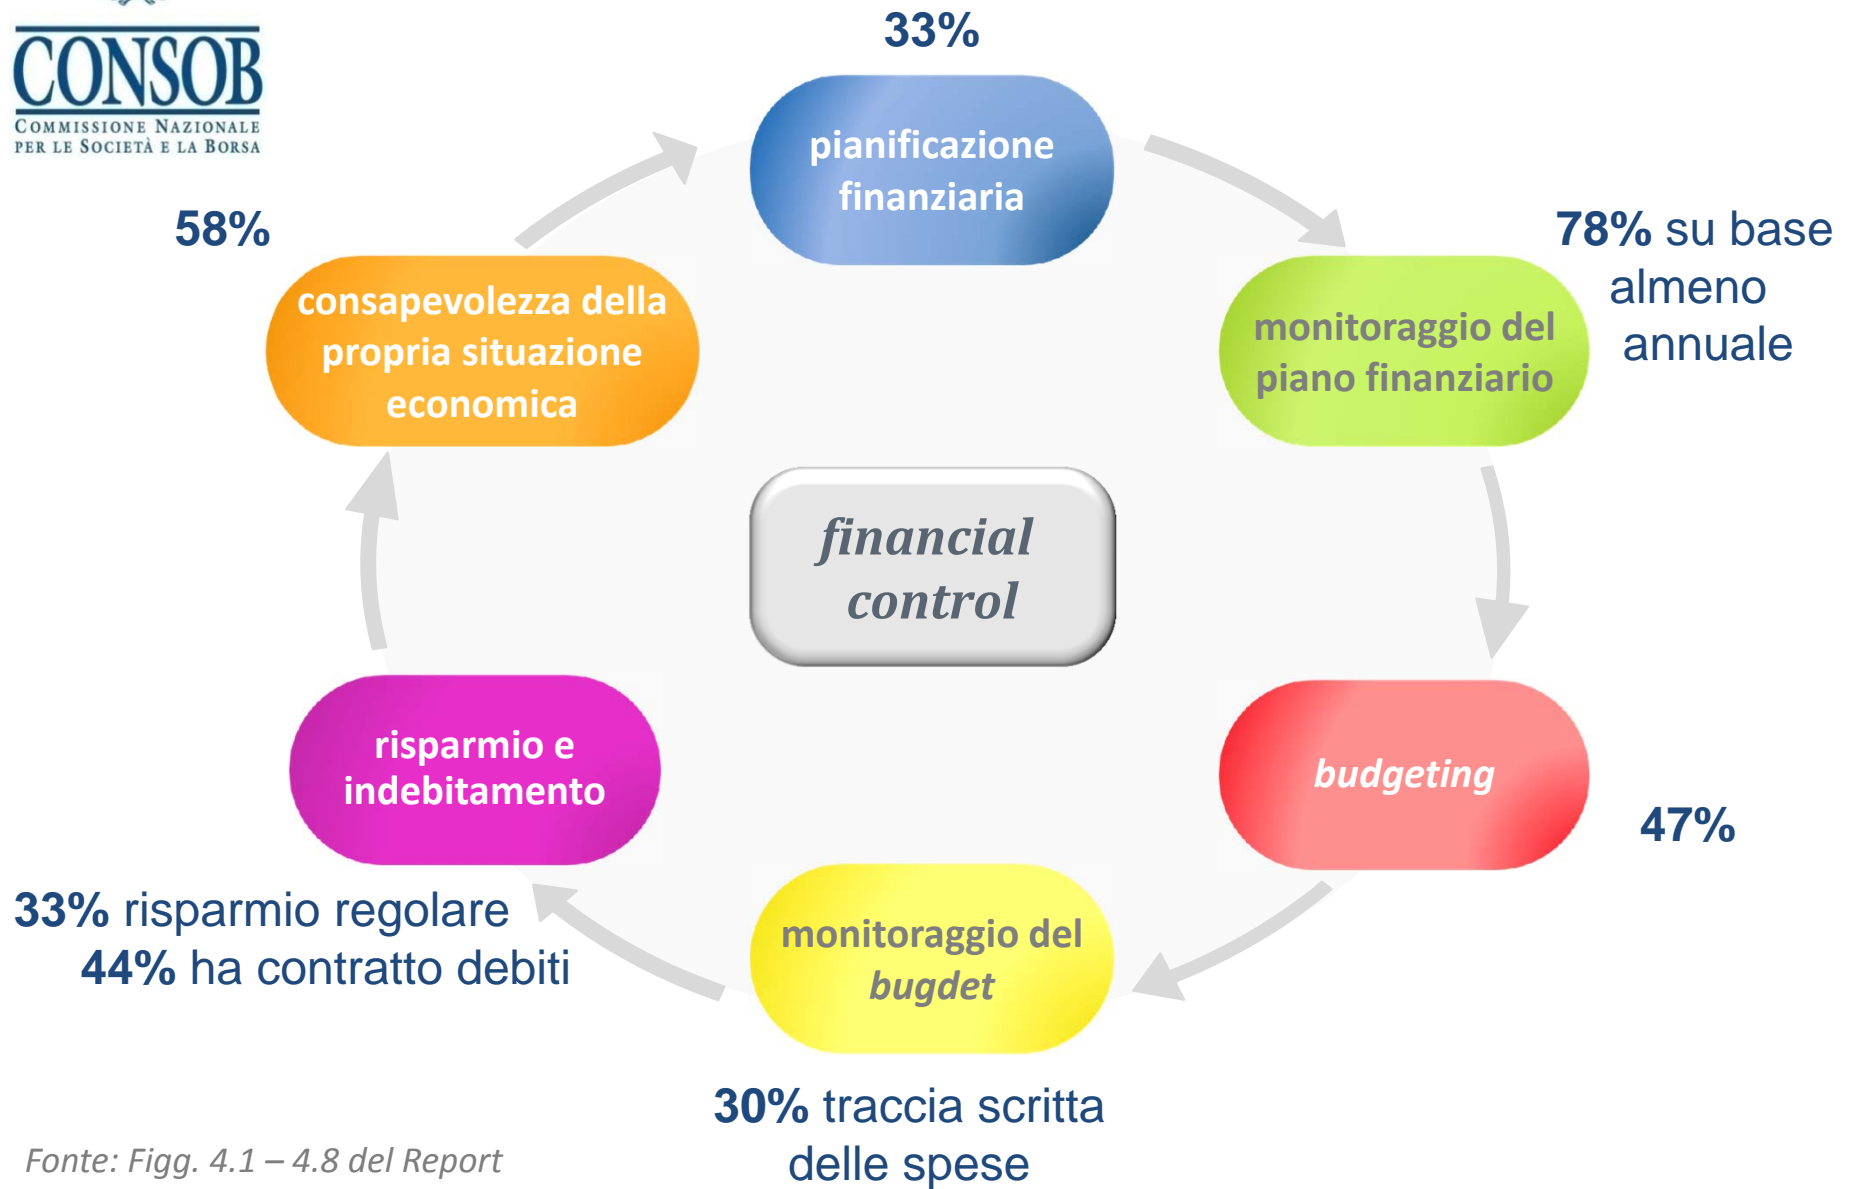 CONSOB
COMMISSIONE NAZIONALE
PER LE SOCIETÀ E LA BORSA
33%
pianificazione
finanziaria
78% su base
almeno
annuale
monitoraggio del
piano finanziario
budgeting
47%
monitoraggio del
bugdet
30% traccia scritta
delle spese
risparmio e
indebitamento
33% risparmio regolare
44% ha contratto debiti
58%
consapevolezza della
propria situazione
economica
financial
control
Fonte: Figg. 4.1 – 4.8 del Report